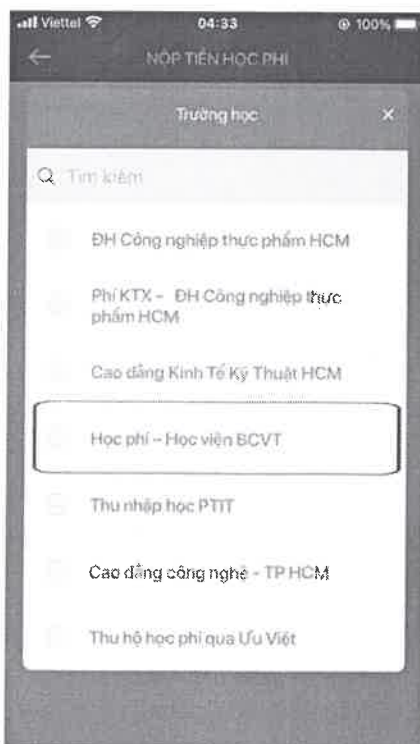 Viettel 04:33 100%
NỘP TIỀN HỌC PHÍ
Trường học
Tìm kiếm
ĐH Công nghiệp thực phẩm HCM
Phí KTX - ĐH Công nghiệp thực
phẩm HCM
Cao đẳng Kinh Tế Kỹ Thuật HCM
Học phí – Học viện BCVT
Thu nhập học PTIT
Cao đẳng công nghệ - TP HCM
Thu hộ học phí qua Ưu Việt